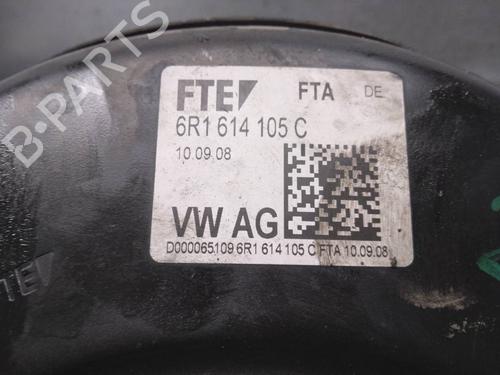 B-PARTS
FTE FTA DE
6R1 614 105 C
10.09.08
VW AG
D000065109 6R1 614 105 C FTA 10.09.08
FTE